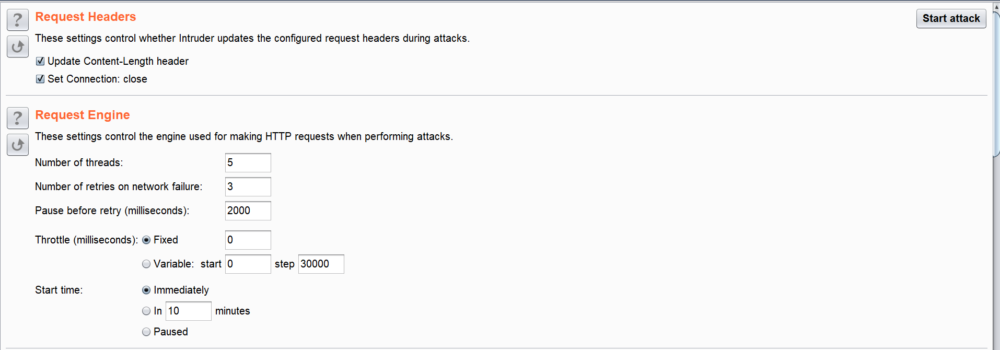 Request Headers
Start attack
These settings control whether Intruder updates the configured request headers during attacks.
Update Content-Length header
Set Connection: close
Request Engine
These settings control the engine used for making HTTP requests when performing attacks.
Number of threads: 5
Number of retries on network failure: 3
Pause before retry (milliseconds): 2000
Throttle (milliseconds): Fixed 0
Variable: start 0 step 30000
Start time: Immediately
In 10 minutes
Paused